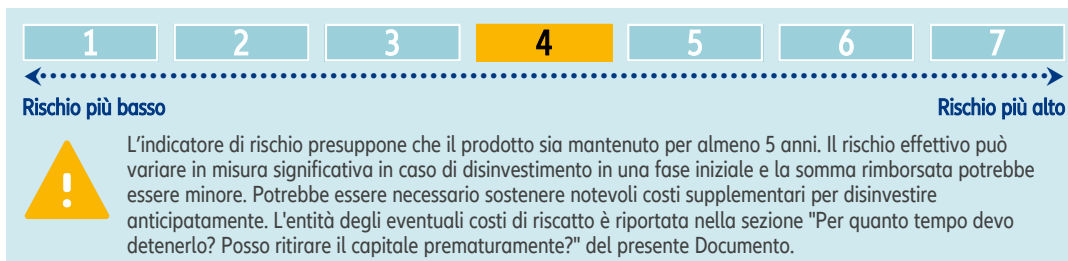 1 2 3 4 5 6 7
Rischio più basso Rischio più alto
L'indicatore di rischio presuppone che il prodotto sia mantenuto per almeno 5 anni. Il rischio effettivo può
variare in misura significativa in caso di disinvestimento in una fase iniziale e la somma rimborsata potrebbe
essere minore. Potrebbe essere necessario sostenere notevoli costi supplementari per disinvestire
anticipatamente. L'entità degli eventuali costi di riscatto è riportata nella sezione "Per quanto tempo devo
detenerlo? Posso ritirare il capitale prematuramente?" del presente Documento.